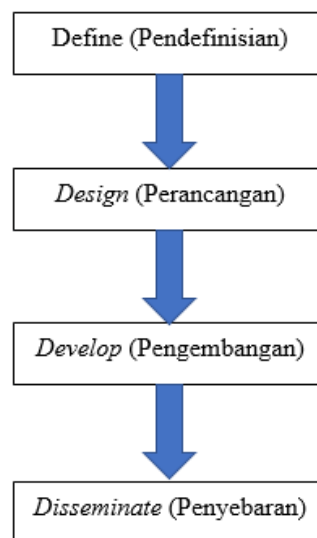 Define (Pendefinisian)
Design (Perancangan)
Develop (Pengembangan)
Disseminate (Penyebaran)